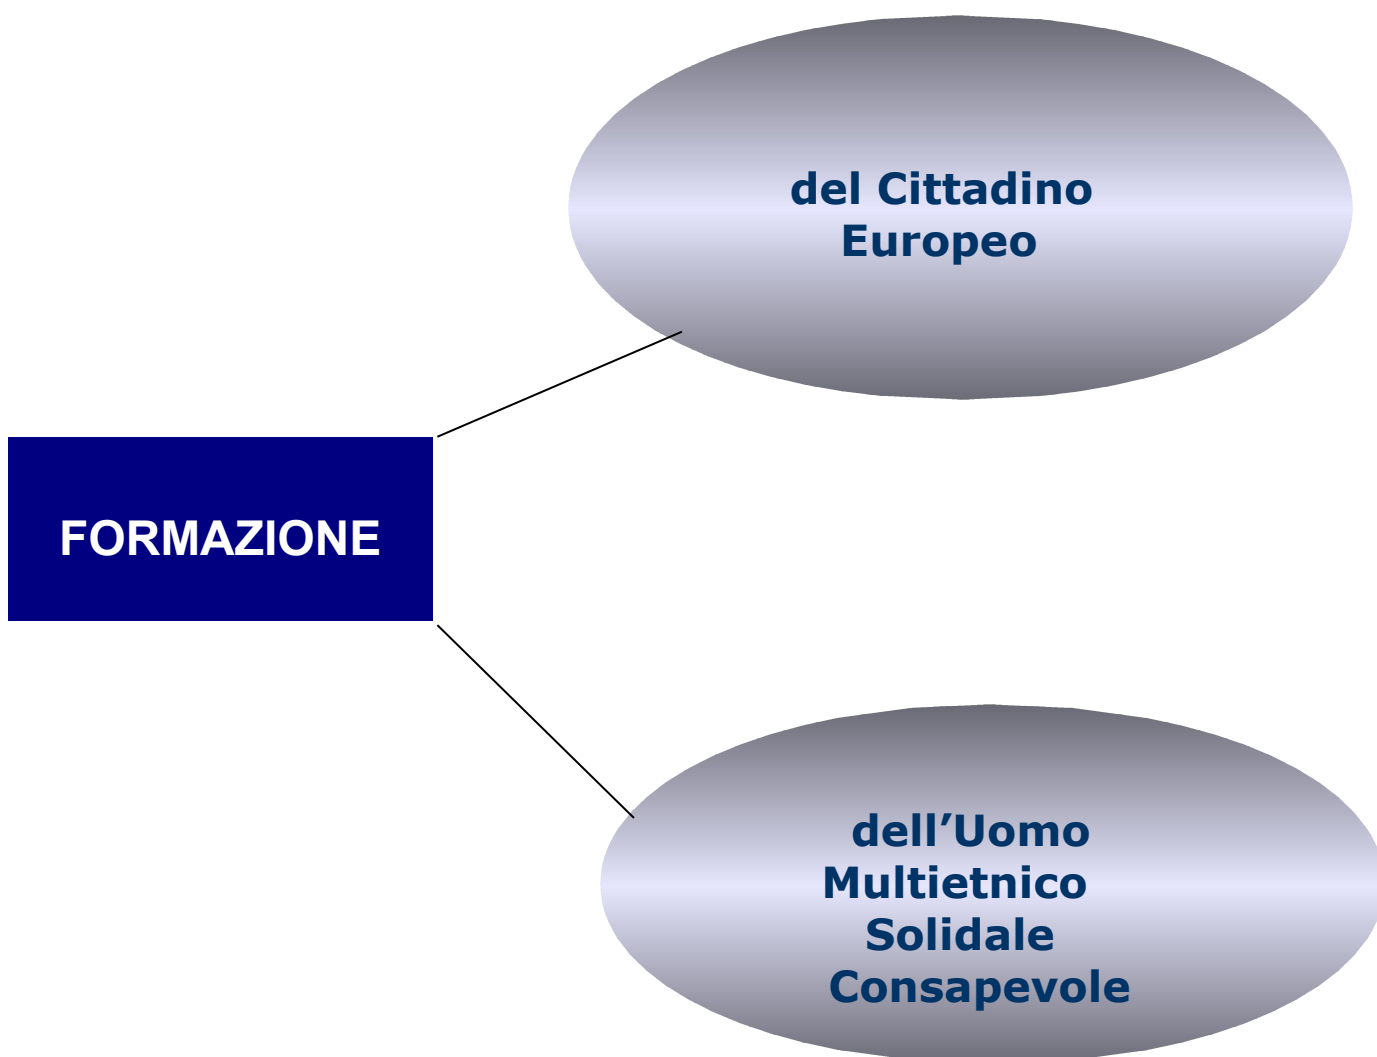 del Cittadino
Europeo
FORMAZIONE
dell’Uomo
Multietnico
Solidale
Consapevole